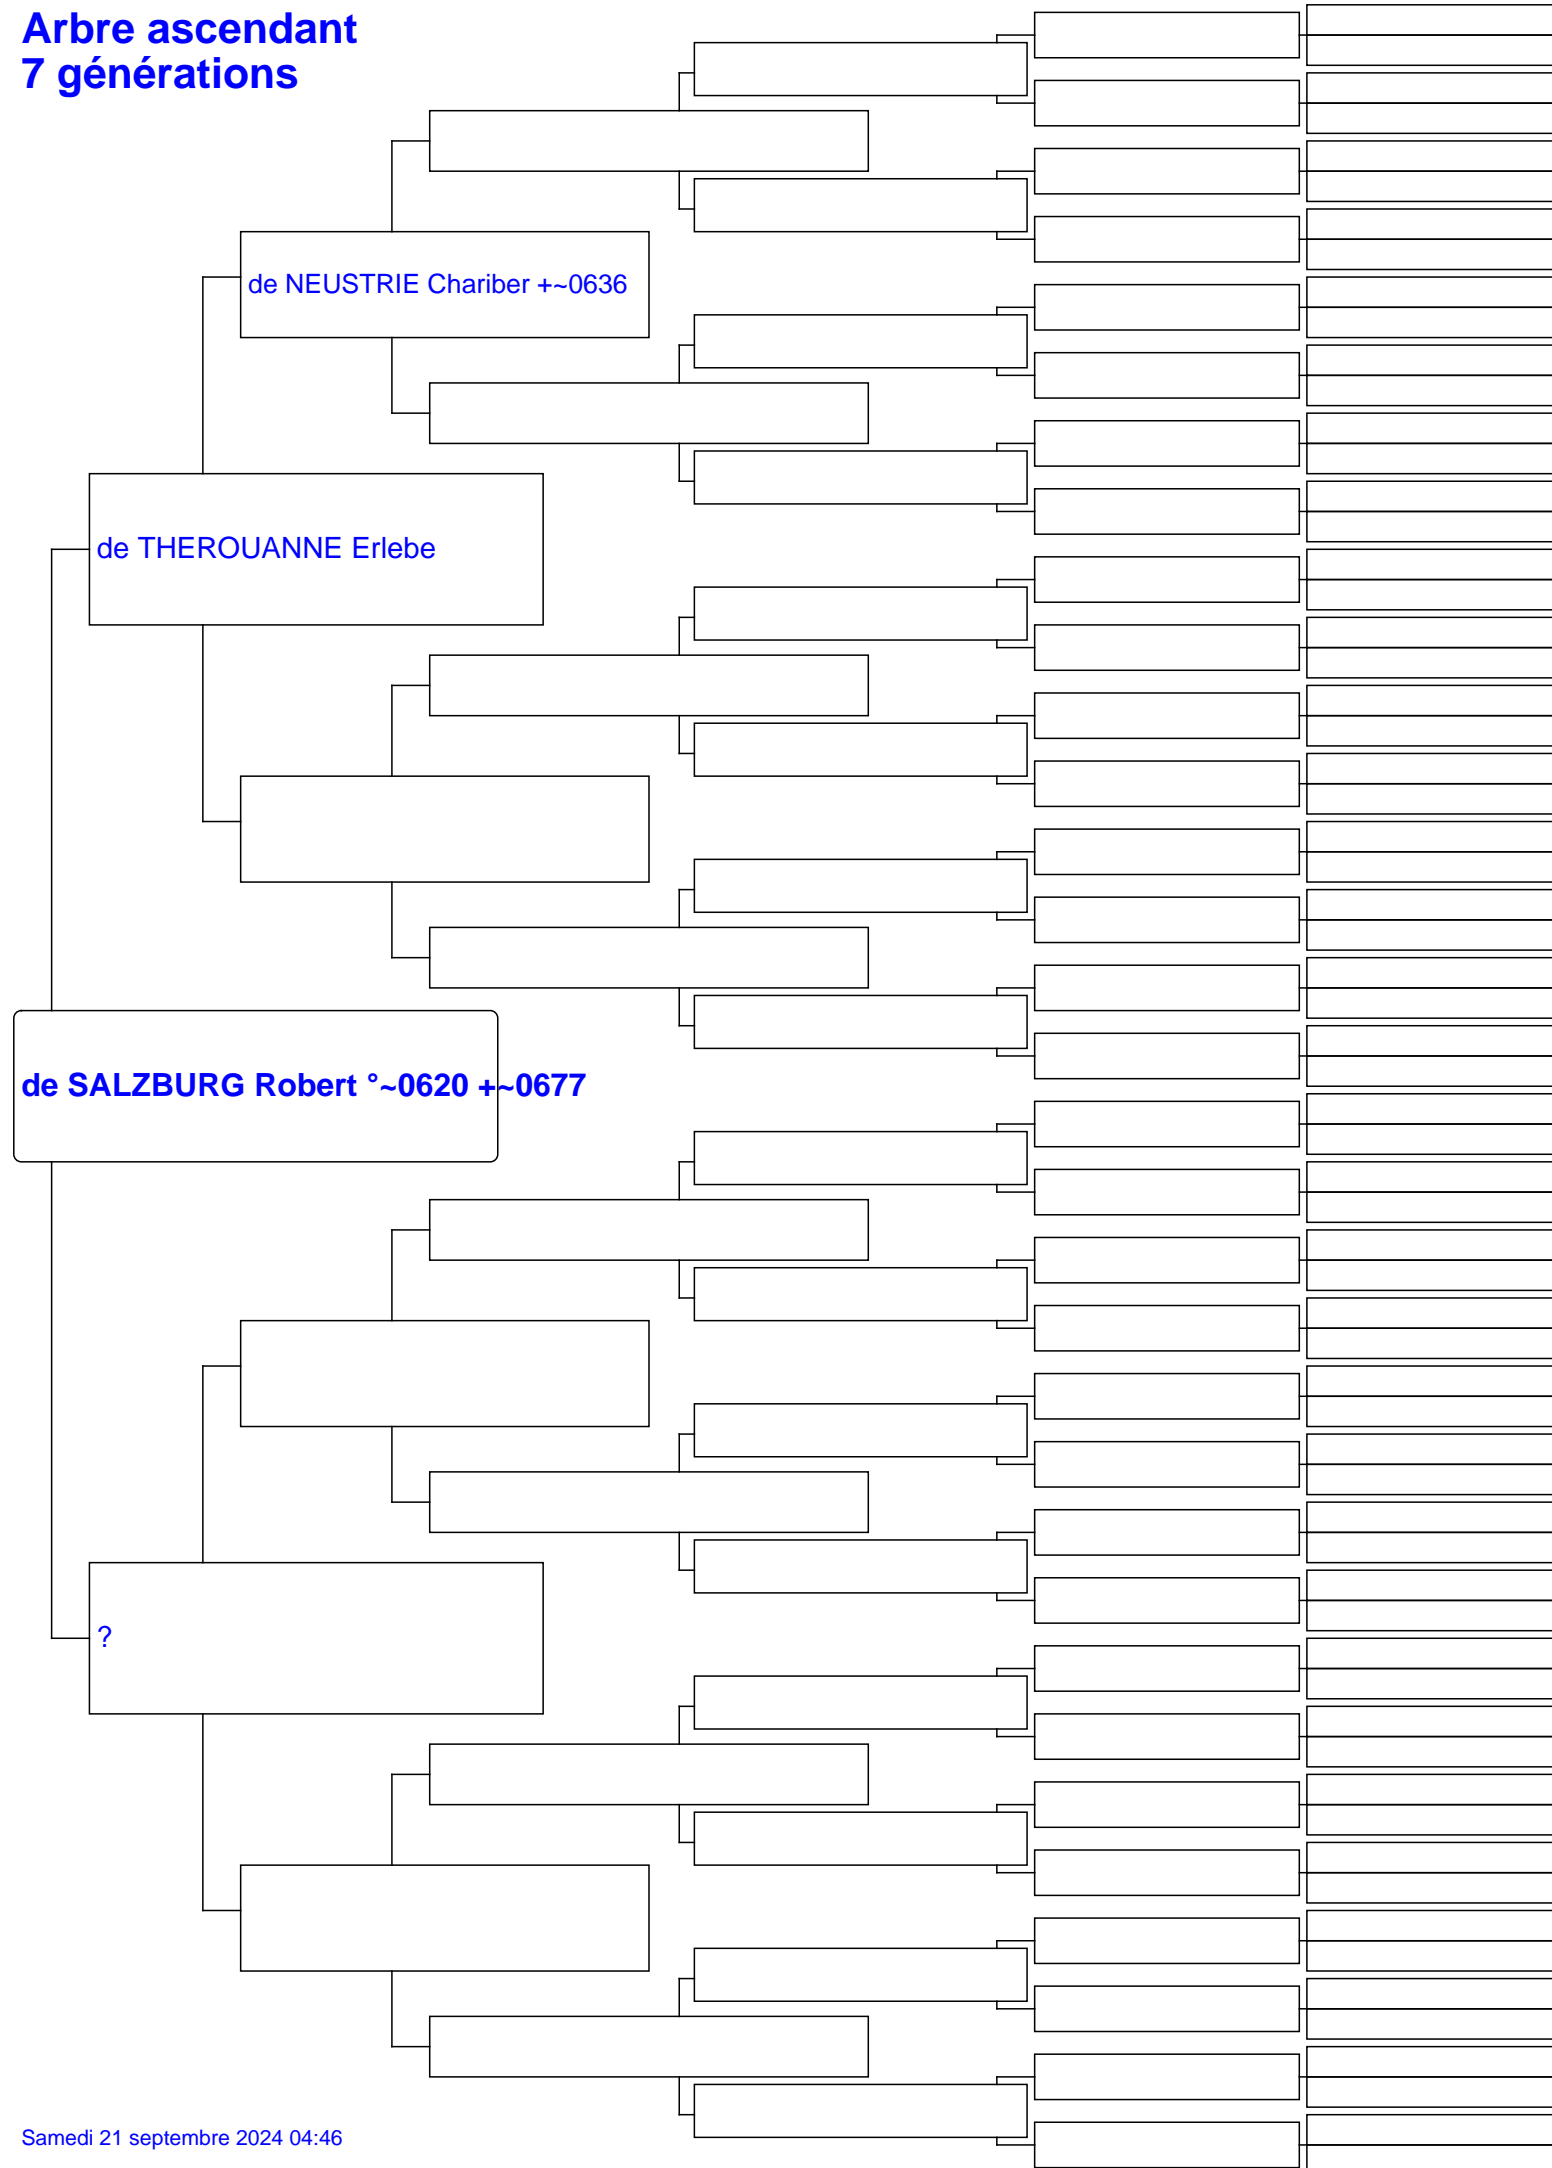 Arbre ascendant
7 générations
de NEUSTRIE Chariber +~0636
de THEROUANNE Erlebe
de SALZBURG Robert °~0620 +~0677
?
Samedi 21 septembre 2024 04:46